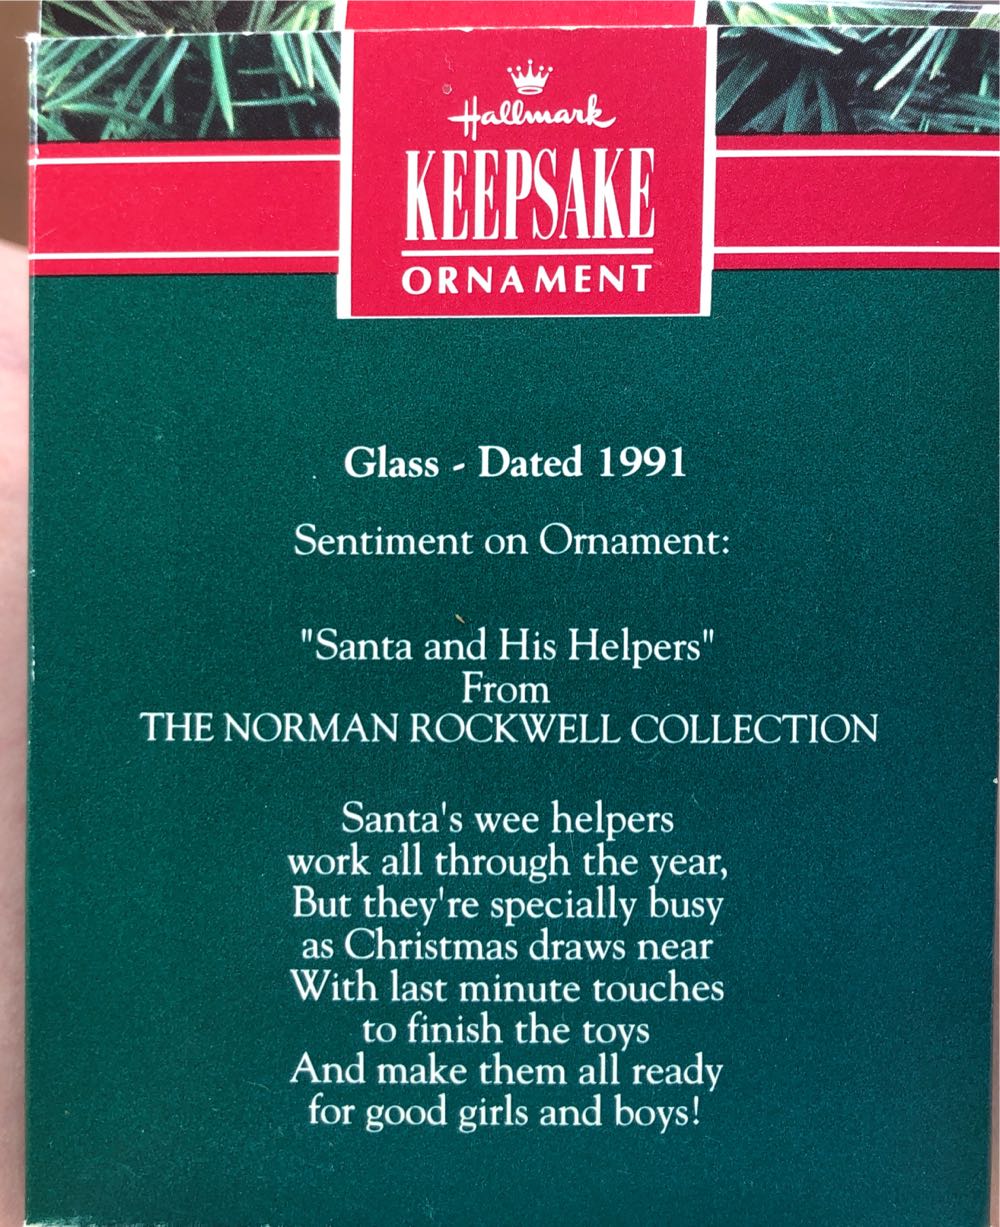 Hallmark
KEEPSAKE
ORNAMENT
Glass - Dated 1991
Sentiment on Ornament:
"Santa and His Helpers"
From
THE NORMAN ROCKWELL COLLECTION
Santa's wee helpers
work all through the year,
But they're specially busy
as Christmas draws near
With last minute touches
to finish the toys
And make them all ready
for good girls and boys!